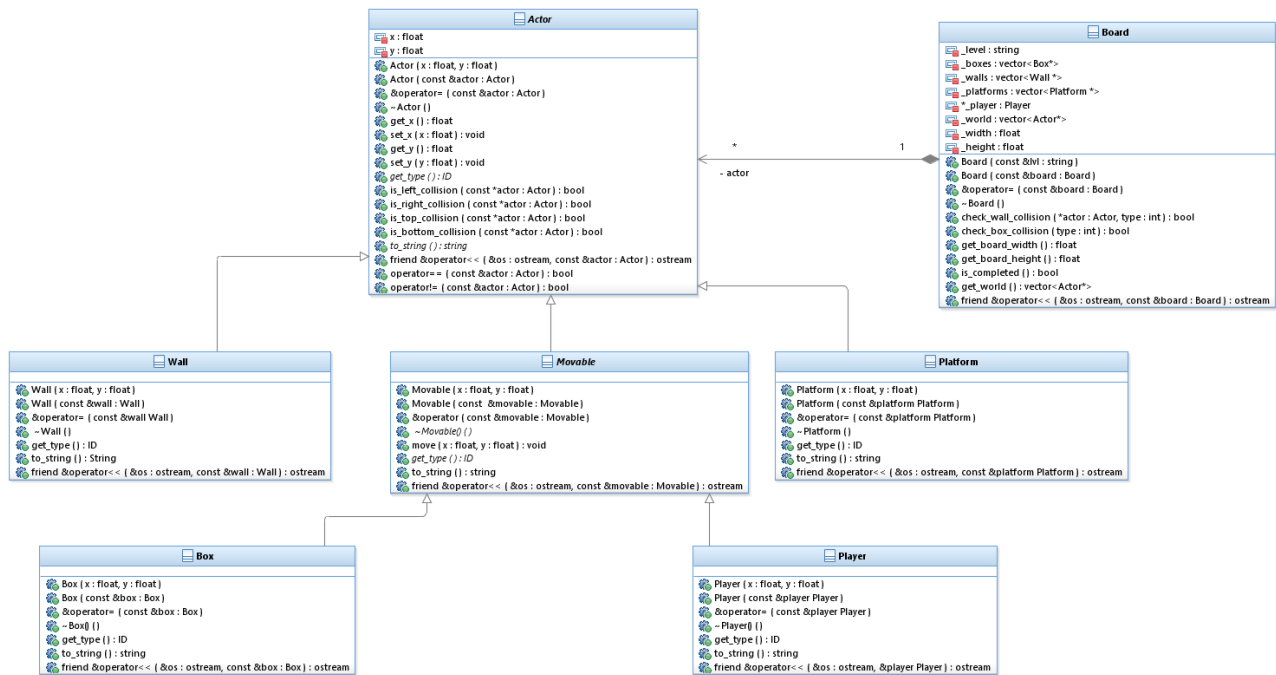 Actor
x : float
y : float
Actor ( x : float, y : float )
Actor ( const &actor : Actor )
&operator= ( const &actor : Actor )
~Actor ( )
get_x ( ) : float
set_x ( x : float ) : void
get_y ( ) : float
set_y ( y : float ) : void
get_type ( ) : ID
is_left_collision ( const *actor : Actor ) : bool
is_right_collision ( const *actor : Actor ) : bool
is_top_collision ( const *actor : Actor ) : bool
is_bottom_collision ( const *actor : Actor ) : bool
to_string ( ) : string
friend &operator<< ( &os : ostream, const &actor : Actor ) : ostream
operator== ( const &actor : Actor ) : bool
operator!= ( const &actor : Actor ) : bool
*
1
- actor
Board
_level : string
_boxes : vector<Box*>
_walls : vector<Wall *>
_platforms : vector<Platform *>
*_player : Player
_world : vector<Actor*>
_width : float
_height : float
Board ( const &lvl : string )
Board ( const &board : Board )
&operator= ( const &board : Board )
~Board ( )
check_wall_collision ( *actor : Actor, type : int ) : bool
check_box_collision ( type : int ) : bool
get_board_width ( ) : float
get_board_height ( ) : float
is_completed ( ) : bool
get_world ( ) : vector<Actor*>
friend &operator<< ( &os : ostream, const &board : Board ) : ostream
Wall
Wall ( x : float, y : float )
Wall ( const &wall : Wall )
&operator= ( const &wall Wall )
~Wall ( )
get_type ( ) : ID
to_string ( ) : String
friend &operator<< ( &os : ostream, const &wall : Wall ) : ostream
Movable
Movable ( x : float, y : float )
Movable ( const &movable : Movable )
&operator ( const &movable : Movable )
~Movable() ( )
move ( x : float, y : float ) : void
get_type ( ) : ID
to_string ( ) : string
friend &operator<< ( &os : ostream, const &movable : Movable ) : ostream
Platform
Platform ( x : float, y : float )
Platform ( const &platform Platform )
&operator= ( const &platform Platform )
~Platform ( )
get_type ( ) : ID
to_string ( ) : string
friend &operator<< ( &os : ostream, const &platform Platform ) : ostream
Box
Box ( x : float, y : float )
Box ( const &box : Box )
&operator= ( const &box : Box )
~Box() ( )
get_type ( ) : ID
to_string ( ) : string
friend &operator<< ( &os : ostream, const &box : Box ) : ostream
Player
Player ( x : float, y : float )
Player ( const &player Player )
&operator= ( const &player Player )
~Player() ( )
get_type ( ) : ID
to_string ( ) : string
friend &operator<< ( &os : ostream, &player Player ) : ostream